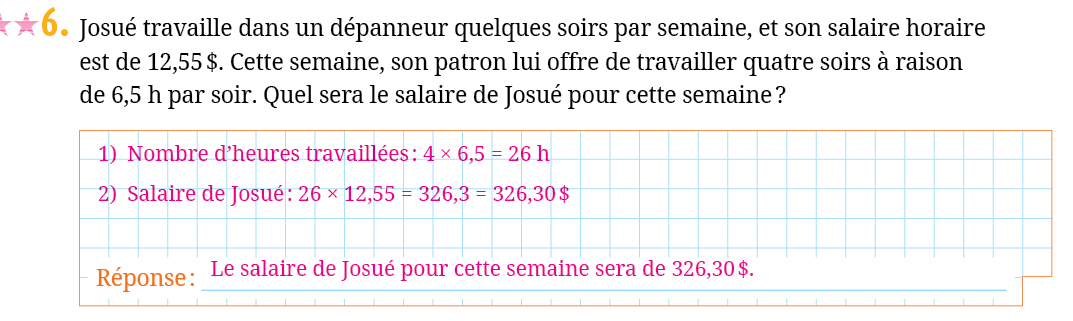 6. Josué travaille dans un dépanneur quelques soirs par semaine, et son salaire horaire
est de 12,55 $. Cette semaine, son patron lui offre de travailler quatre soirs à raison
de 6,5 h par soir. Quel sera le salaire de Josué pour cette semaine ?
1) Nombre d’heures travaillées : 4 × 6,5 = 26 h
2) Salaire de Josué : 26 × 12,55 = 326,3 = 326,30 $
Réponse : Le salaire de Josué pour cette semaine sera de 326,30 $.